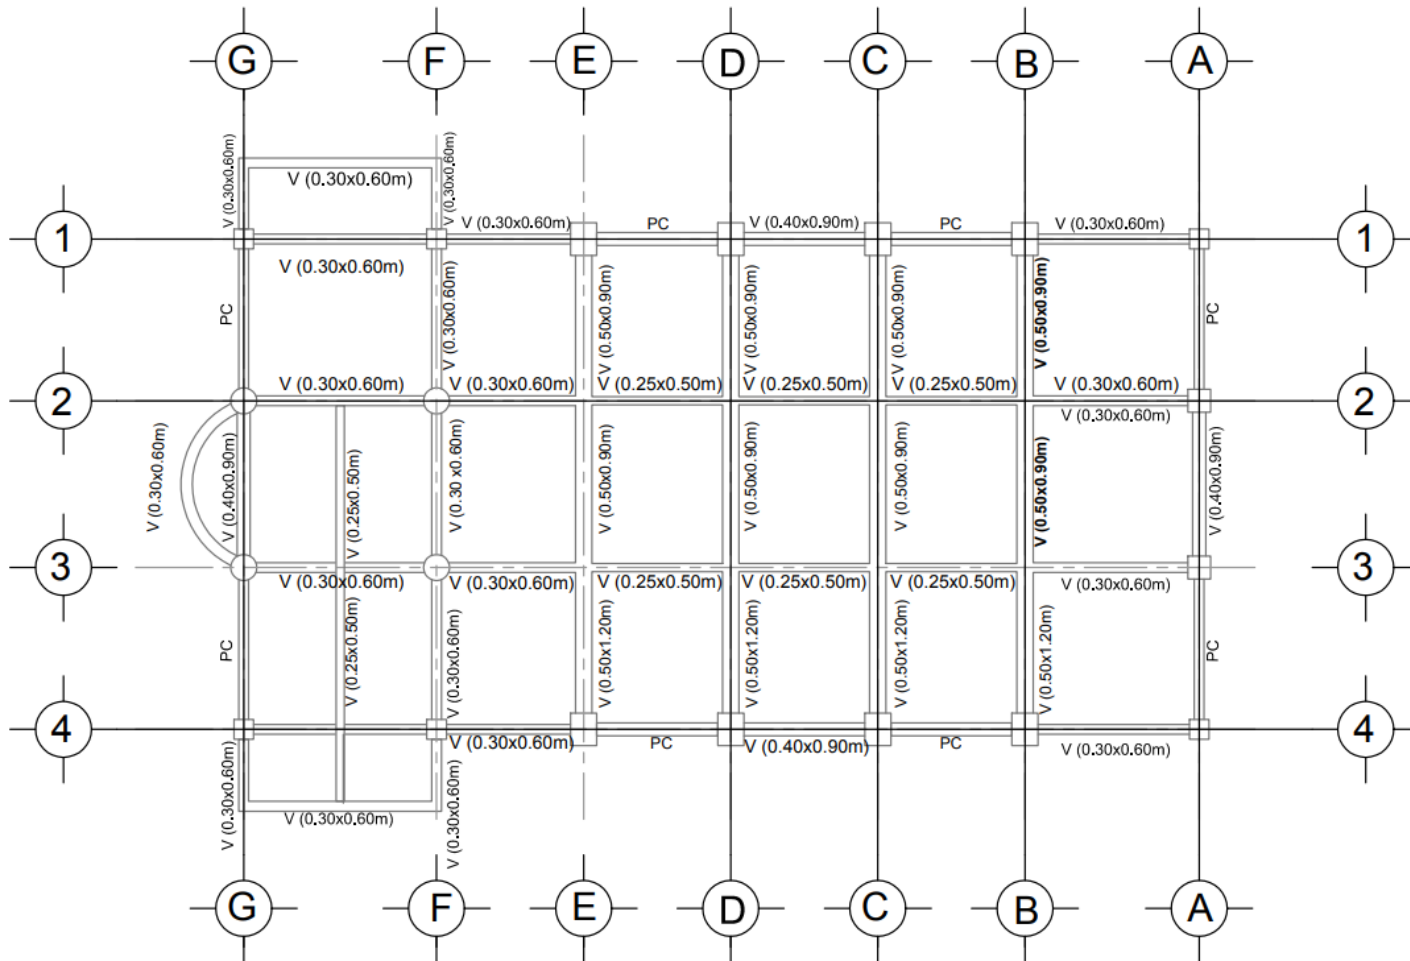 G F E D C B A
V (0.30x0.60m)
V (0.30x0.60m)
V (0.30x0.60m)
1 V (0.30x0.60m) PC V (0.40x0.90m) PC V (0.30x0.60m) 1
V (0.30x0.60m)
PC
V (0.30x0.60m)
V (0.50x0.90m)
V (0.50x0.90m)
V (0.50x0.90m)
V (0.50x0.90m)
PC
2 V (0.30x0.60m) V (0.30x0.60m) V (0.25x0.50m) V (0.25x0.50m) V (0.25x0.50m) V (0.30x0.60m) 2
V (0.30x0.60m)
V (0.30x0.60m)
V (0.40x0.90m)
V (0.25x0.50m)
V (0.30 x0.60m)
V (0.50x0.90m)
V (0.50x0.90m)
V (0.50x0.90m)
V (0.50x0.90m)
V (0.40x0.90m)
3 V (0.30x0.60m) V (0.30x0.60m) V (0.25x0.50m) V (0.25x0.50m) V (0.25x0.50m) V (0.30x0.60m) 3
PC
V (0.25x0.50m)
V (0.30x0.60m)
V (0.50x1.20m)
V (0.50x1.20m)
V (0.50x1.20m)
V (0.50x1.20m)
PC
4 V (0.30x0.60m) PC V (0.40x0.90m) PC V (0.30x0.60m) 4
V (0.30x0.60m)
V (0.30x0.60m)
V (0.30x0.60m)
G F E D C B A